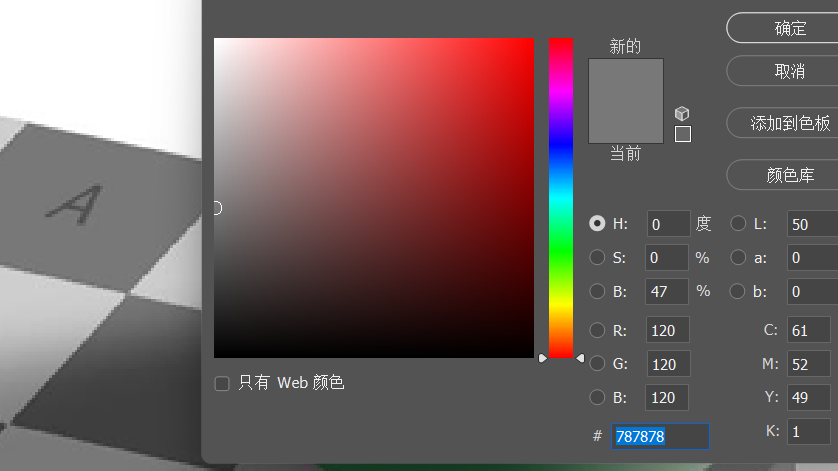 确定
新的
取消
A
添加到色板
当前
颜色库
H: 0 度 L: 50
S: 0 % a: 0
B: 47 % b: 0
R: 120 C: 61
G: 120 M: 52
只有 Web 颜色
B: 120 Y: 49
# 787878 K: 1